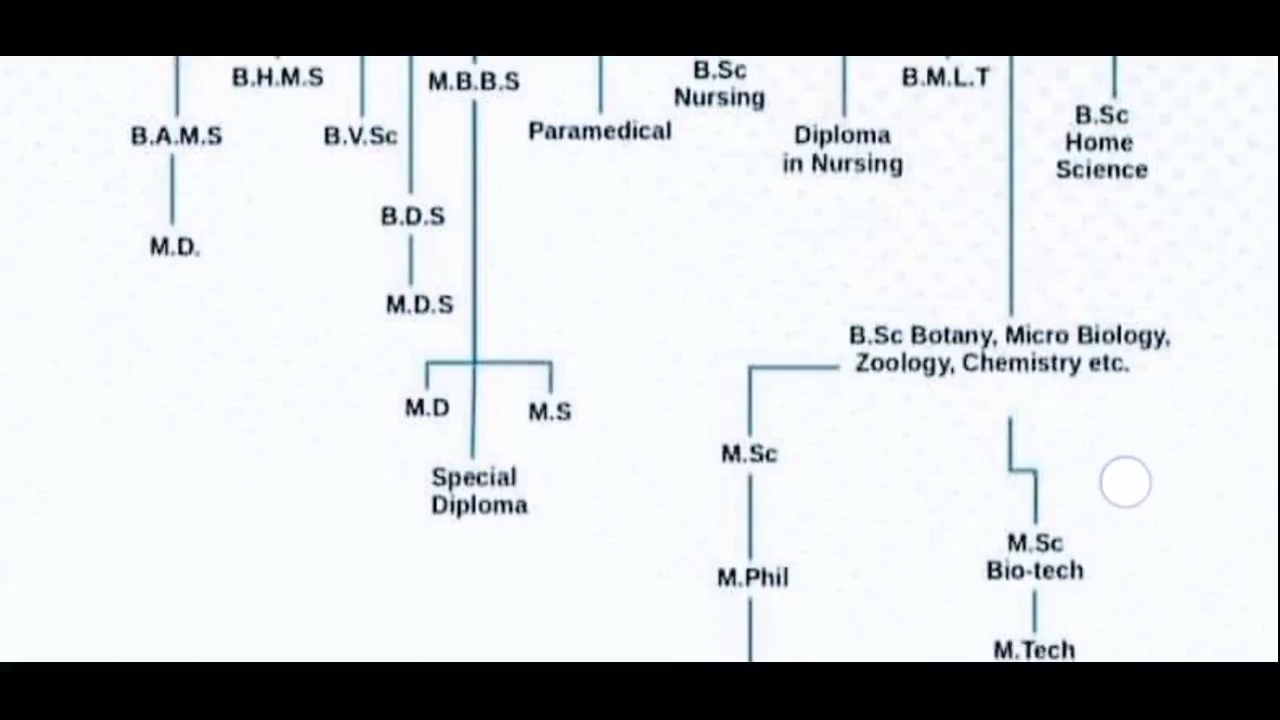 B.H.M.S
M.B.B.S
B.Sc
Nursing
B.M.L.T
B.A.M.S
B.V.Sc
Paramedical
Diploma
in Nursing
B.Sc
Home
Science
M.D.
B.D.S
M.D.S
B.Sc Botany, Micro Biology,
Zoology, Chemistry etc.
M.D
M.S
Special
Diploma
M.Sc
M.Phil
M.Sc
Bio-tech
M.Tech